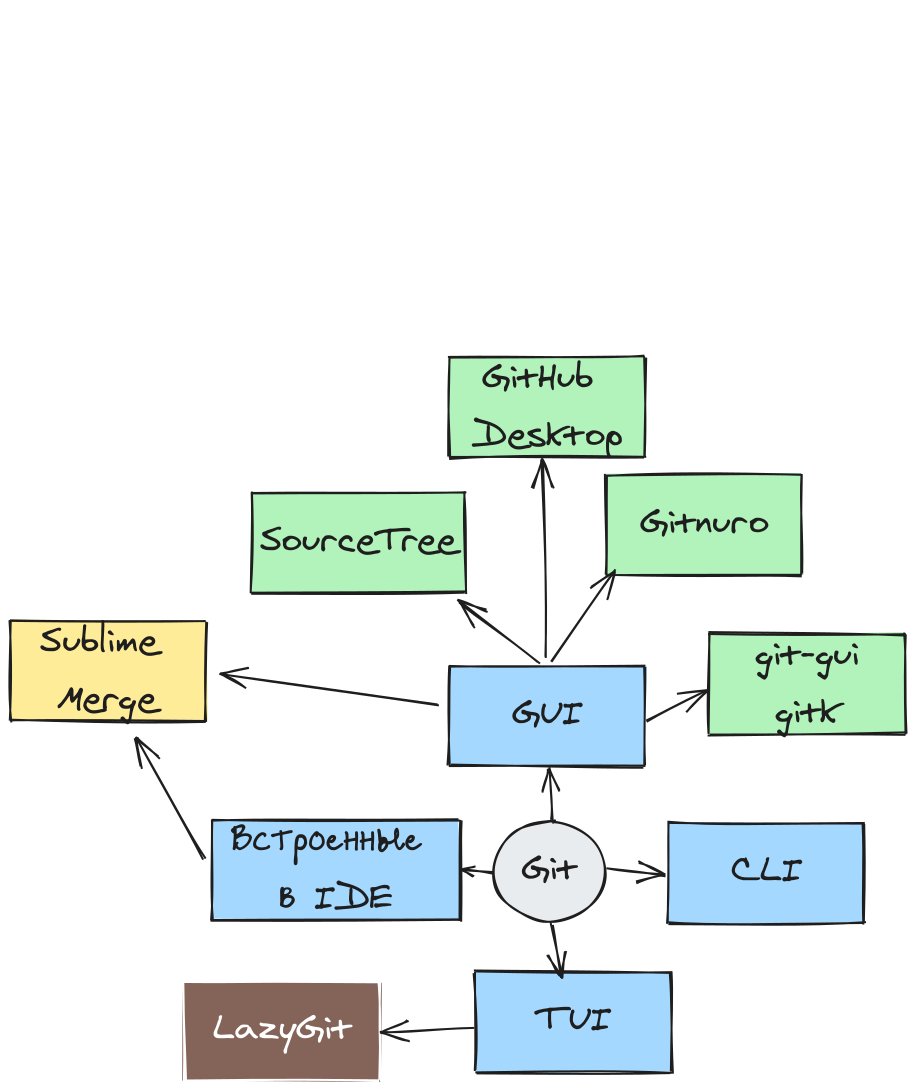 GitHub
Desktop
Gitnuro
SourceTree
Sublime
Merge
git-gui
gitk
GUI
Встроенные
в IDE
Git
CLI
LazyGit
TUI